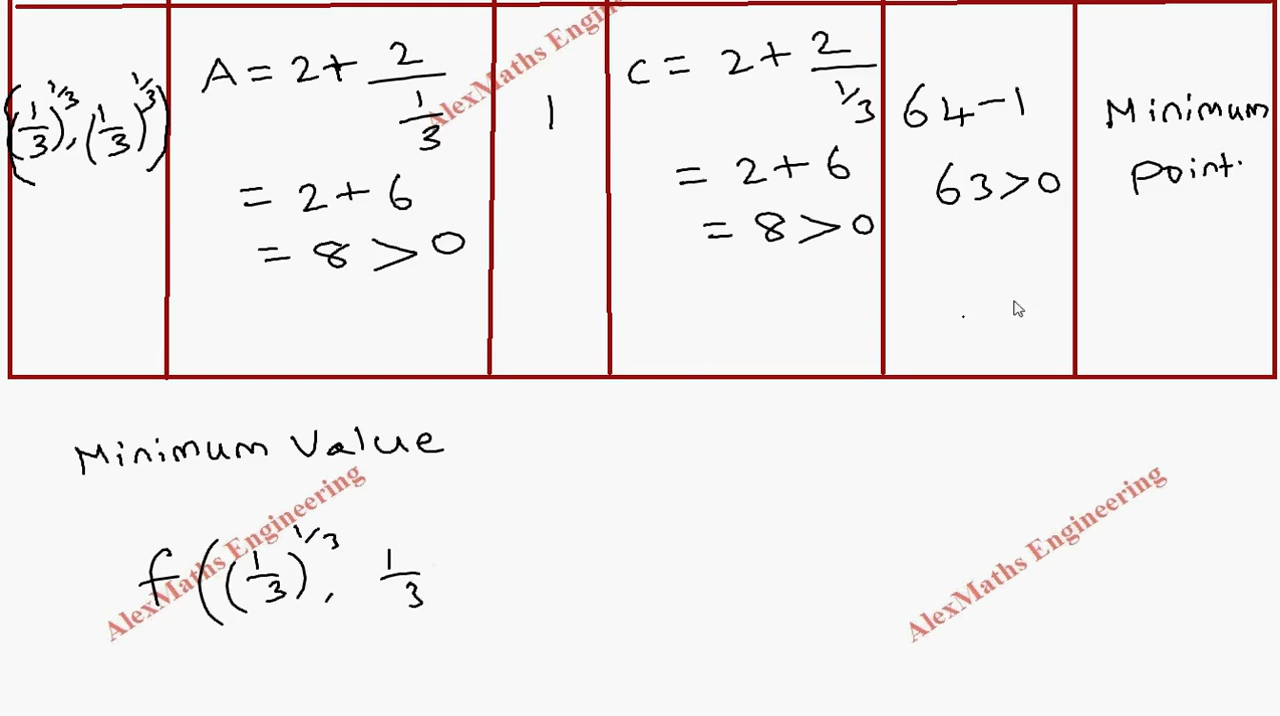 ((1/3)^1/3, (1/3)^1/3)
A = 2 + 2/(1/3)
= 2 + 6
= 8 > 0
1
C = 2 + 2/(1/3)
= 2 + 6
= 8 > 0
64 - 1
63 > 0
Minimum
Point.
Minimum Value
f((1/3)^1/3, 1/3
AlexMaths Engineering
AlexMaths Engineering